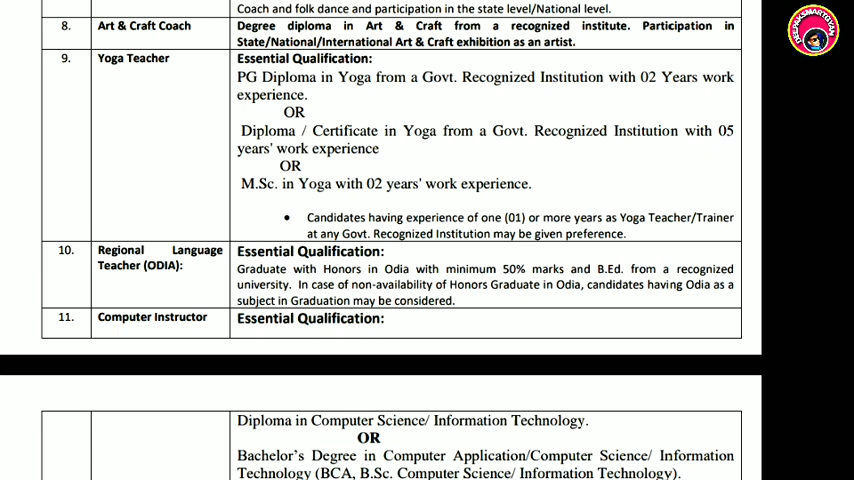 Coach and folk dance and participation in the state level/National level.
8. Art & Craft Coach Degree diploma in Art & Craft from a recognized institute. Participation in
State/National/International Art & Craft exhibition as an artist.
9. Yoga Teacher Essential Qualification:
PG Diploma in Yoga from a Govt. Recognized Institution with 02 Years work
experience.
OR
Diploma / Certificate in Yoga from a Govt. Recognized Institution with 05
years' work experience
OR
M.Sc. in Yoga with 02 years' work experience.
• Candidates having experience of one (01) or more years as Yoga Teacher/Trainer
at any Govt. Recognized Institution may be given preference.
10. Regional Language Essential Qualification:
Teacher (ODIA): Graduate with Honors in Odia with minimum 50% marks and B.Ed. from a recognized
university. In case of non-availability of Honors Graduate in Odia, candidates having Odia as a
subject in Graduation may be considered.
11. Computer Instructor Essential Qualification:
Diploma in Computer Science/ Information Technology.
OR
Bachelor's Degree in Computer Application/Computer Science/ Information
Technology (BCA, B.Sc. Computer Science/ Information Technology).
DEEPAKSMARTGYAN